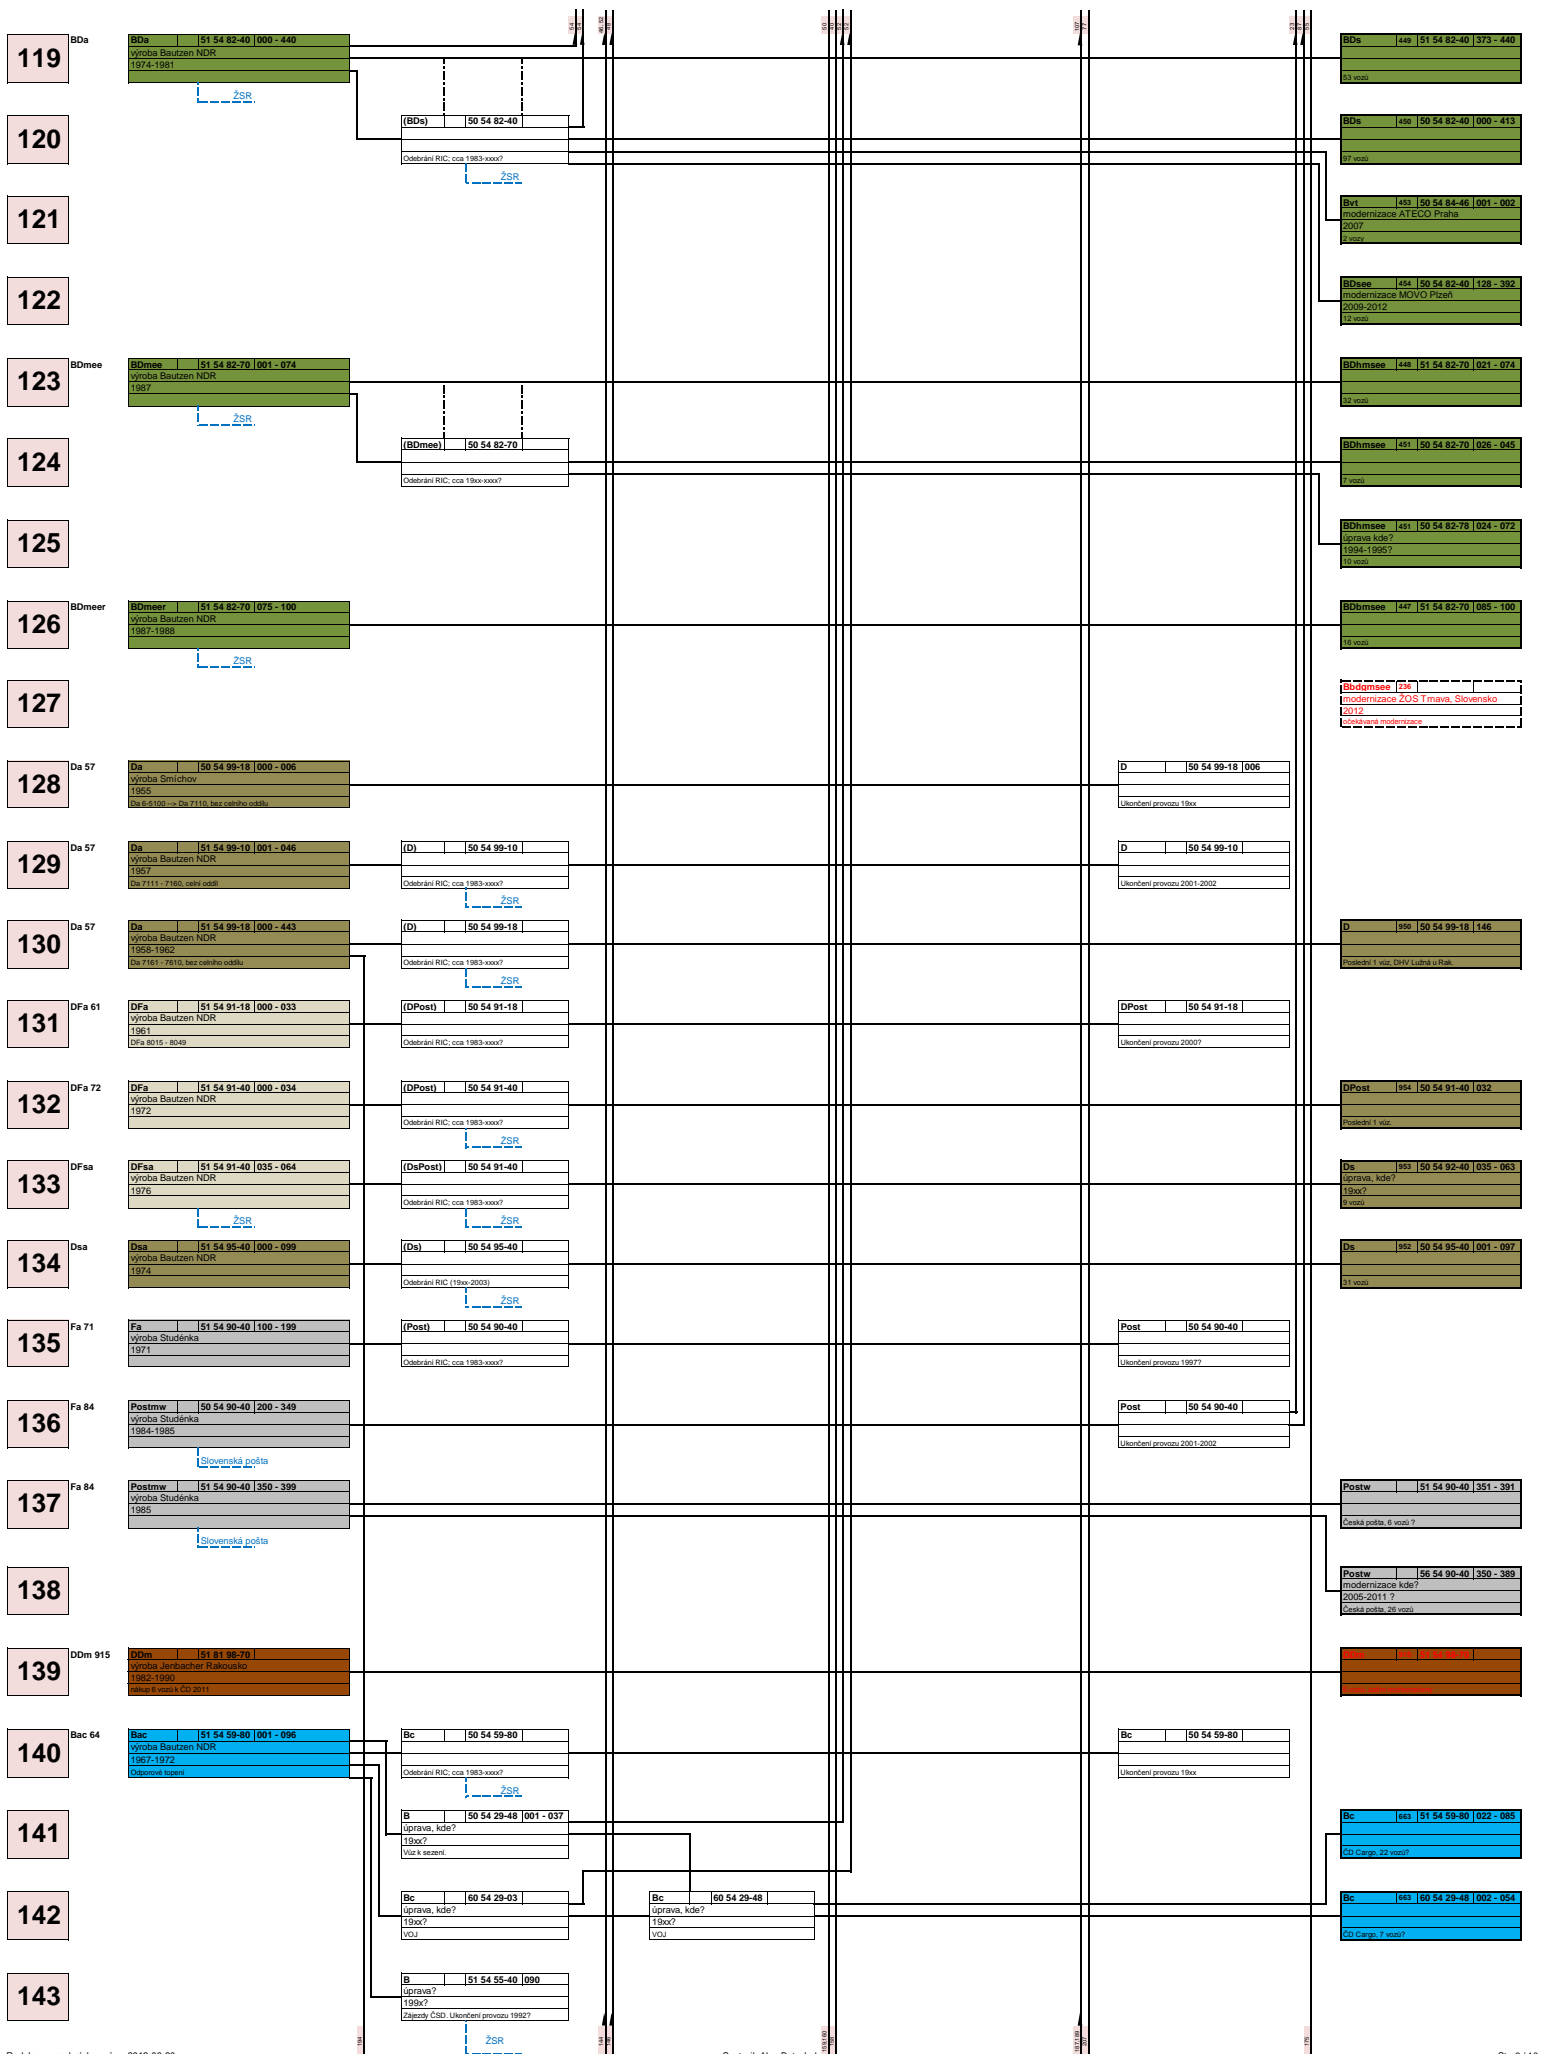 54
54
46, 52
49
50
40
52
52
107
77
23
87
55
119
BDa
BDa 51 54 82-40 000 - 440
výroba Bautzen NDR
1974-1981
ŽSR
BDs 449 51 54 82-40 373 - 440
53 vozů
120
(BDs) 50 54 82-40
Odebrání RIC; cca 1983-xxxx?
ŽSR
BDs 450 50 54 82-40 000 - 413
97 vozů
121
Bvt 453 50 54 84-46 001 - 002
modernizace ATECO Praha
2007
2 vozy
122
BDsee 454 50 54 82-40 128 - 392
modernizace MOVO Plzeň
2009-2012
12 vozů
123
BDmee
BDmee 51 54 82-70 001 - 074
výroba Bautzen NDR
1987
ŽSR
BDhmsee 448 51 54 82-70 021 - 074
32 vozů
124
(BDmee) 50 54 82-70
Odebrání RIC; cca 19xx-xxxx?
BDhmsee 451 50 54 82-70 026 - 045
7 vozů
125
BDhmsee 451 50 54 82-78 024 - 072
úprava kde?
1994-1995?
10 vozů
126
BDmeer
BDmeer 51 54 82-70 075 - 100
výroba Bautzen NDR
1987-1988
ŽSR
BDbmsee 447 51 54 82-70 085 - 100
16 vozů
127
Bbdgmsee 236
modernizace ŽOS Trnava, Slovensko
2012
očekávaná modernizace
128
Da 57
Da 50 54 99-18 000 - 006
výroba Smíchov
1955
Da 6-5100 --> Da 7110, bez celního oddílu
D 50 54 99-18 006
Ukončení provozu 19xx
129
Da 57
Da 51 54 99-10 001 - 046
výroba Bautzen NDR
1957
Da 7111 - 7160, celní oddíl
(D) 50 54 99-10
Odebrání RIC; cca 1983-xxxx?
ŽSR
D 50 54 99-10
Ukončení provozu 2001-2002
130
Da 57
Da 51 54 99-18 000 - 443
výroba Bautzen NDR
1958-1962
Da 7161 - 7610, bez celního oddílu
(D) 50 54 99-18
Odebrání RIC; cca 1983-xxxx?
ŽSR
D 950 50 54 99-18 146
Poslední 1 vůz, DHV Lužná u Rak.
131
DFa 61
DFa 51 54 91-18 000 - 033
výroba Bautzen NDR
1961
DFa 8015 - 8049
(DPost) 50 54 91-18
Odebrání RIC; cca 1983-xxxx?
DPost 50 54 91-18
Ukončení provozu 2000?
132
DFa 72
DFa 51 54 91-40 000 - 034
výroba Bautzen NDR
1972
(DPost) 50 54 91-40
Odebrání RIC; cca 1983-xxxx?
ŽSR
DPost 954 50 54 91-40 032
Poslední 1 vůz.
133
DFsa
DFsa 51 54 91-40 035 - 064
výroba Bautzen NDR
1976
ŽSR
(DsPost) 50 54 91-40
Odebrání RIC; cca 1983-xxxx?
ŽSR
Ds 953 50 54 92-40 035 - 063
úprava, kde?
19xx?
9 vozů
134
Dsa
Dsa 51 54 95-40 000 - 099
výroba Bautzen NDR
1974
(Ds) 50 54 95-40
Odebrání RIC (19xx-2003)
ŽSR
Ds 952 50 54 95-40 001 - 097
31 vozů
135
Fa 71
Fa 51 54 90-40 100 - 199
výroba Studénka
1971
(Post) 50 54 90-40
Odebrání RIC; cca 1983-xxxx?
Post 50 54 90-40
Ukončení provozu 1997?
136
Fa 84
Postmw 50 54 90-40 200 - 349
výroba Studénka
1984-1985
Slovenská pošta
Post 50 54 90-40
Ukončení provozu 2001-2002
137
Fa 84
Postmw 51 54 90-40 350 - 399
výroba Studénka
1985
Slovenská pošta
Postw 51 54 90-40 351 - 391
Česká pošta, 6 vozů ?
138
Postw 56 54 90-40 350 - 389
modernizace kde?
2005-2011 ?
Česká pošta, 26 vozů
139
DDm 915
DDm 51 81 98-70
výroba Jenbacher Rakousko
1982-1990
nákup 6 vozů k ČD 2011
140
Bac 64
Bac 51 54 59-80 001 - 096
výroba Bautzen NDR
1967-1972
Odporové topení
Bc 50 54 59-80
Odebrání RIC; cca 1983-xxxx?
ŽSR
Bc 50 54 59-80
Ukončení provozu 19xx
141
B 50 54 29-48 001 - 037
úprava, kde?
19xx?
Vůz k sezení.
Bc 663 51 54 59-80 022 - 085
ČD Cargo, 22 vozů?
142
Bc 60 54 29-03
úprava, kde?
19xx?
VOJ
Bc 60 54 29-48
úprava, kde?
19xx?
VOJ
Bc 663 60 54 29-48 002 - 054
ČD Cargo, 7 vozů?
143
B 51 54 55-40 090
úprava?
199x?
Zájezdy ČSD. Ukončení provozu 1992?
ŽSR